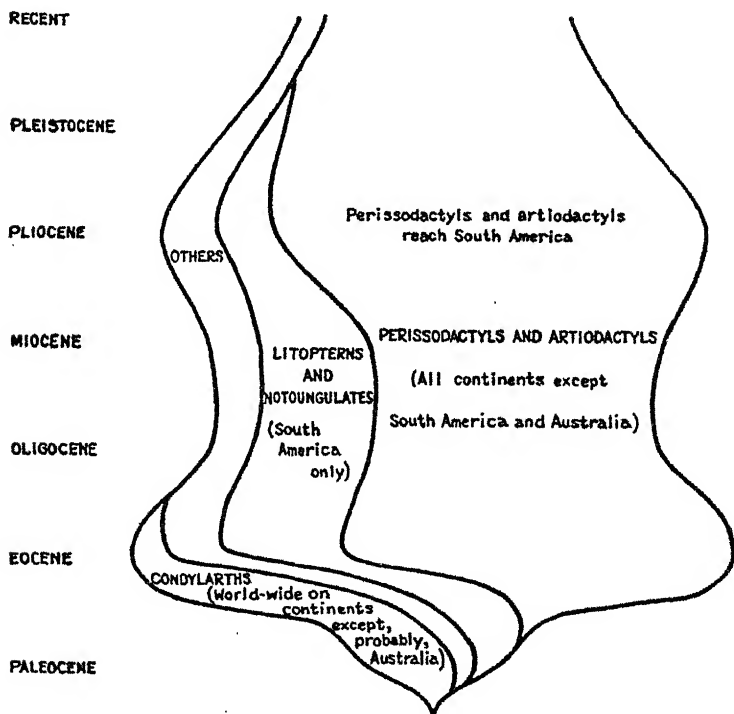 RECENT
PLEISTOCENE
PLIOCENE
MIOCENE
OLIGOCENE
EOCENE
PALEOCENE
Perissodactyls and artiodactyls
reach South America
OTHERS
LITOPTERNS
AND
NOTOUNGULATES
(South
America
only)
PERISSODACTYLS AND ARTIODACTYLS
(All continents except
South America and Australia)
CONDYLARTHS
(World-wide on
continents
except,
probably,
Australia)